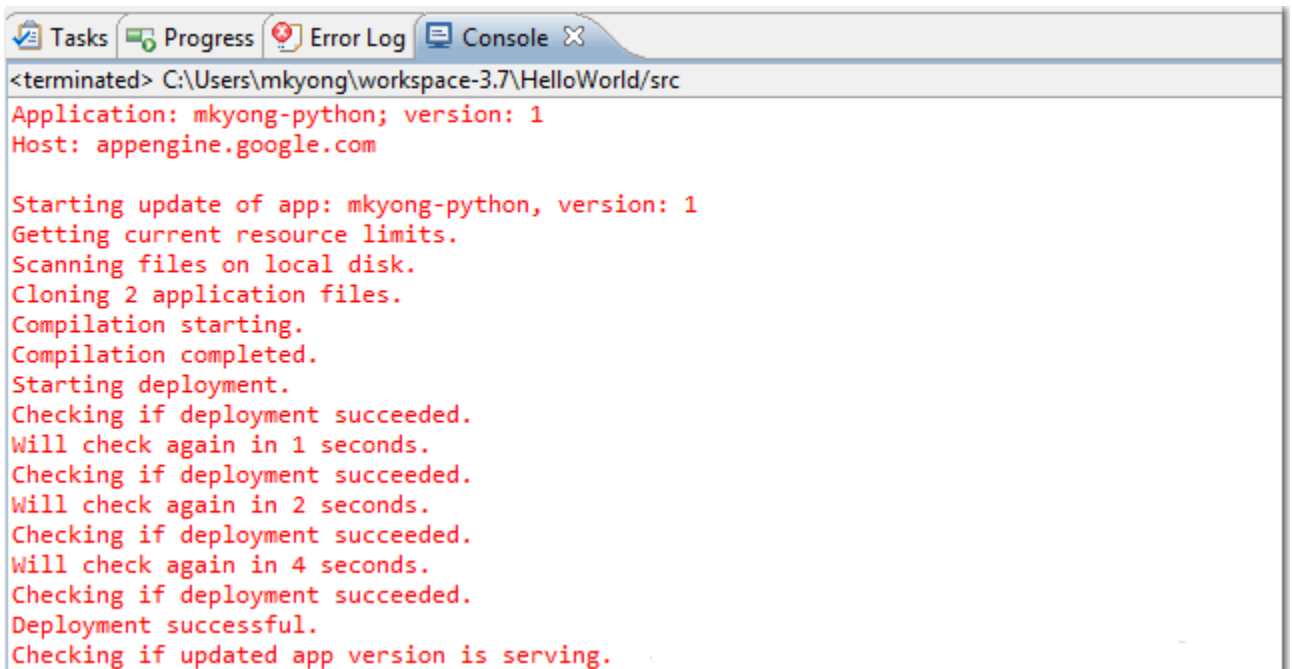 Tasks Progress Error Log Console
<terminated> C:\Users\mkyong\workspace-3.7\HelloWorld/src
Application: mkyong-python; version: 1
Host: appengine.google.com
Starting update of app: mkyong-python, version: 1
Getting current resource limits.
Scanning files on local disk.
Cloning 2 application files.
Compilation starting.
Compilation completed.
Starting deployment.
Checking if deployment succeeded.
Will check again in 1 seconds.
Checking if deployment succeeded.
Will check again in 2 seconds.
Checking if deployment succeeded.
Will check again in 4 seconds.
Checking if deployment succeeded.
Deployment successful.
Checking if updated app version is serving.